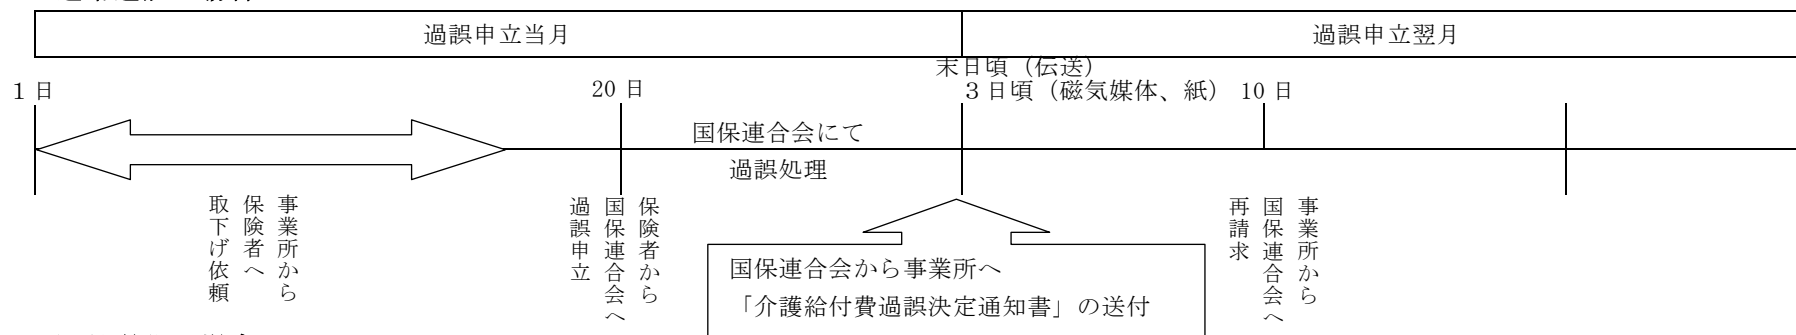 過誤申立当月
過誤申立翌月
末日頃（伝送）
1 日
20 日
３日頃（磁気媒体、紙）
10 日
国保連合会にて
過誤処理
事業所から
保険者へ
取下げ依頼
保険者から
国保連合会へ
過誤申立
事業所から
国保連合会へ
再請求
国保連合会から事業所へ
「介護給付費過誤決定通知書」の送付